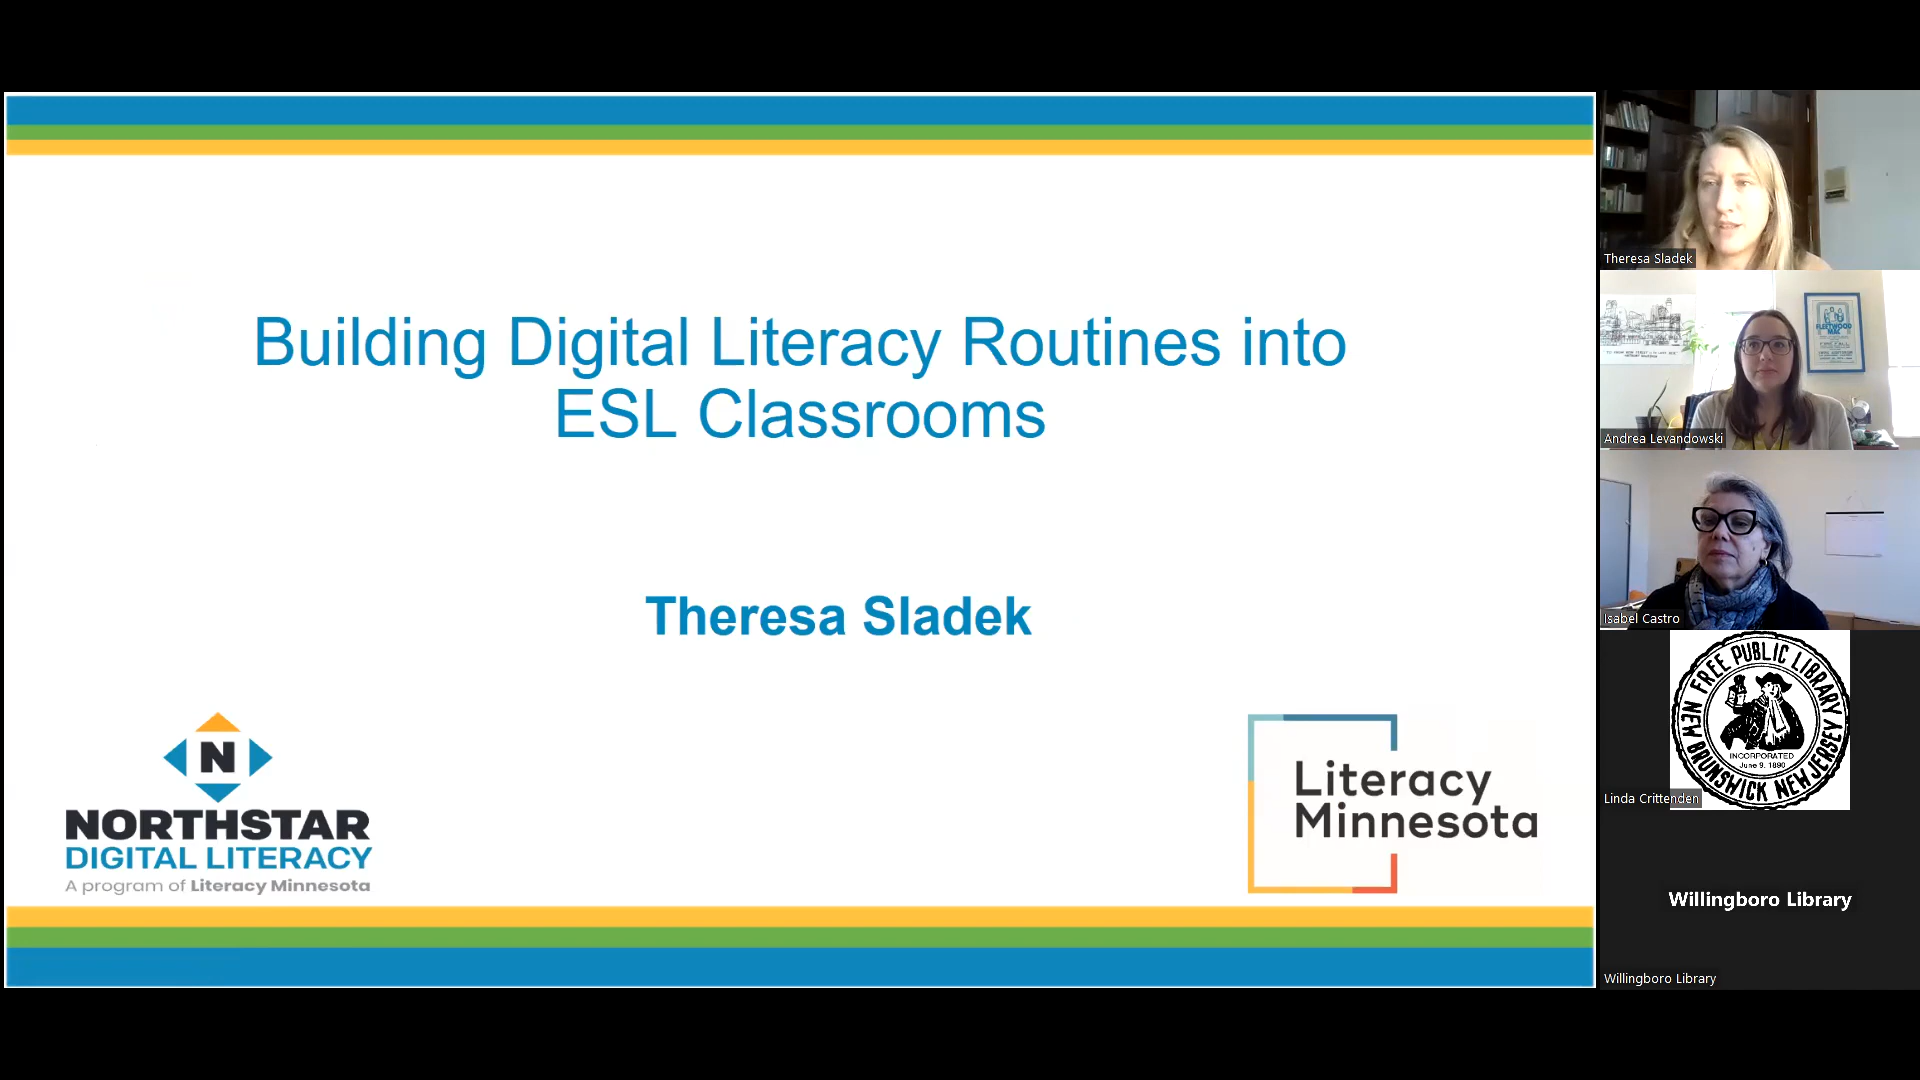 Building Digital Literacy Routines into
ESL Classrooms
Theresa Sladek
N
NORTHSTAR
DIGITAL LITERACY
A program of Literacy Minnesota
Literacy
Minnesota
Theresa Sladek
FLEETWOOD
MAC
Andrea Levandowski
Isabel Castro
FREE PUBLIC LIBRARY
NEW BRUNSWICK NEW JERSEY
INCORPORATED
June 9, 1890
Linda Crittenden
Willingboro Library
Willingboro Library